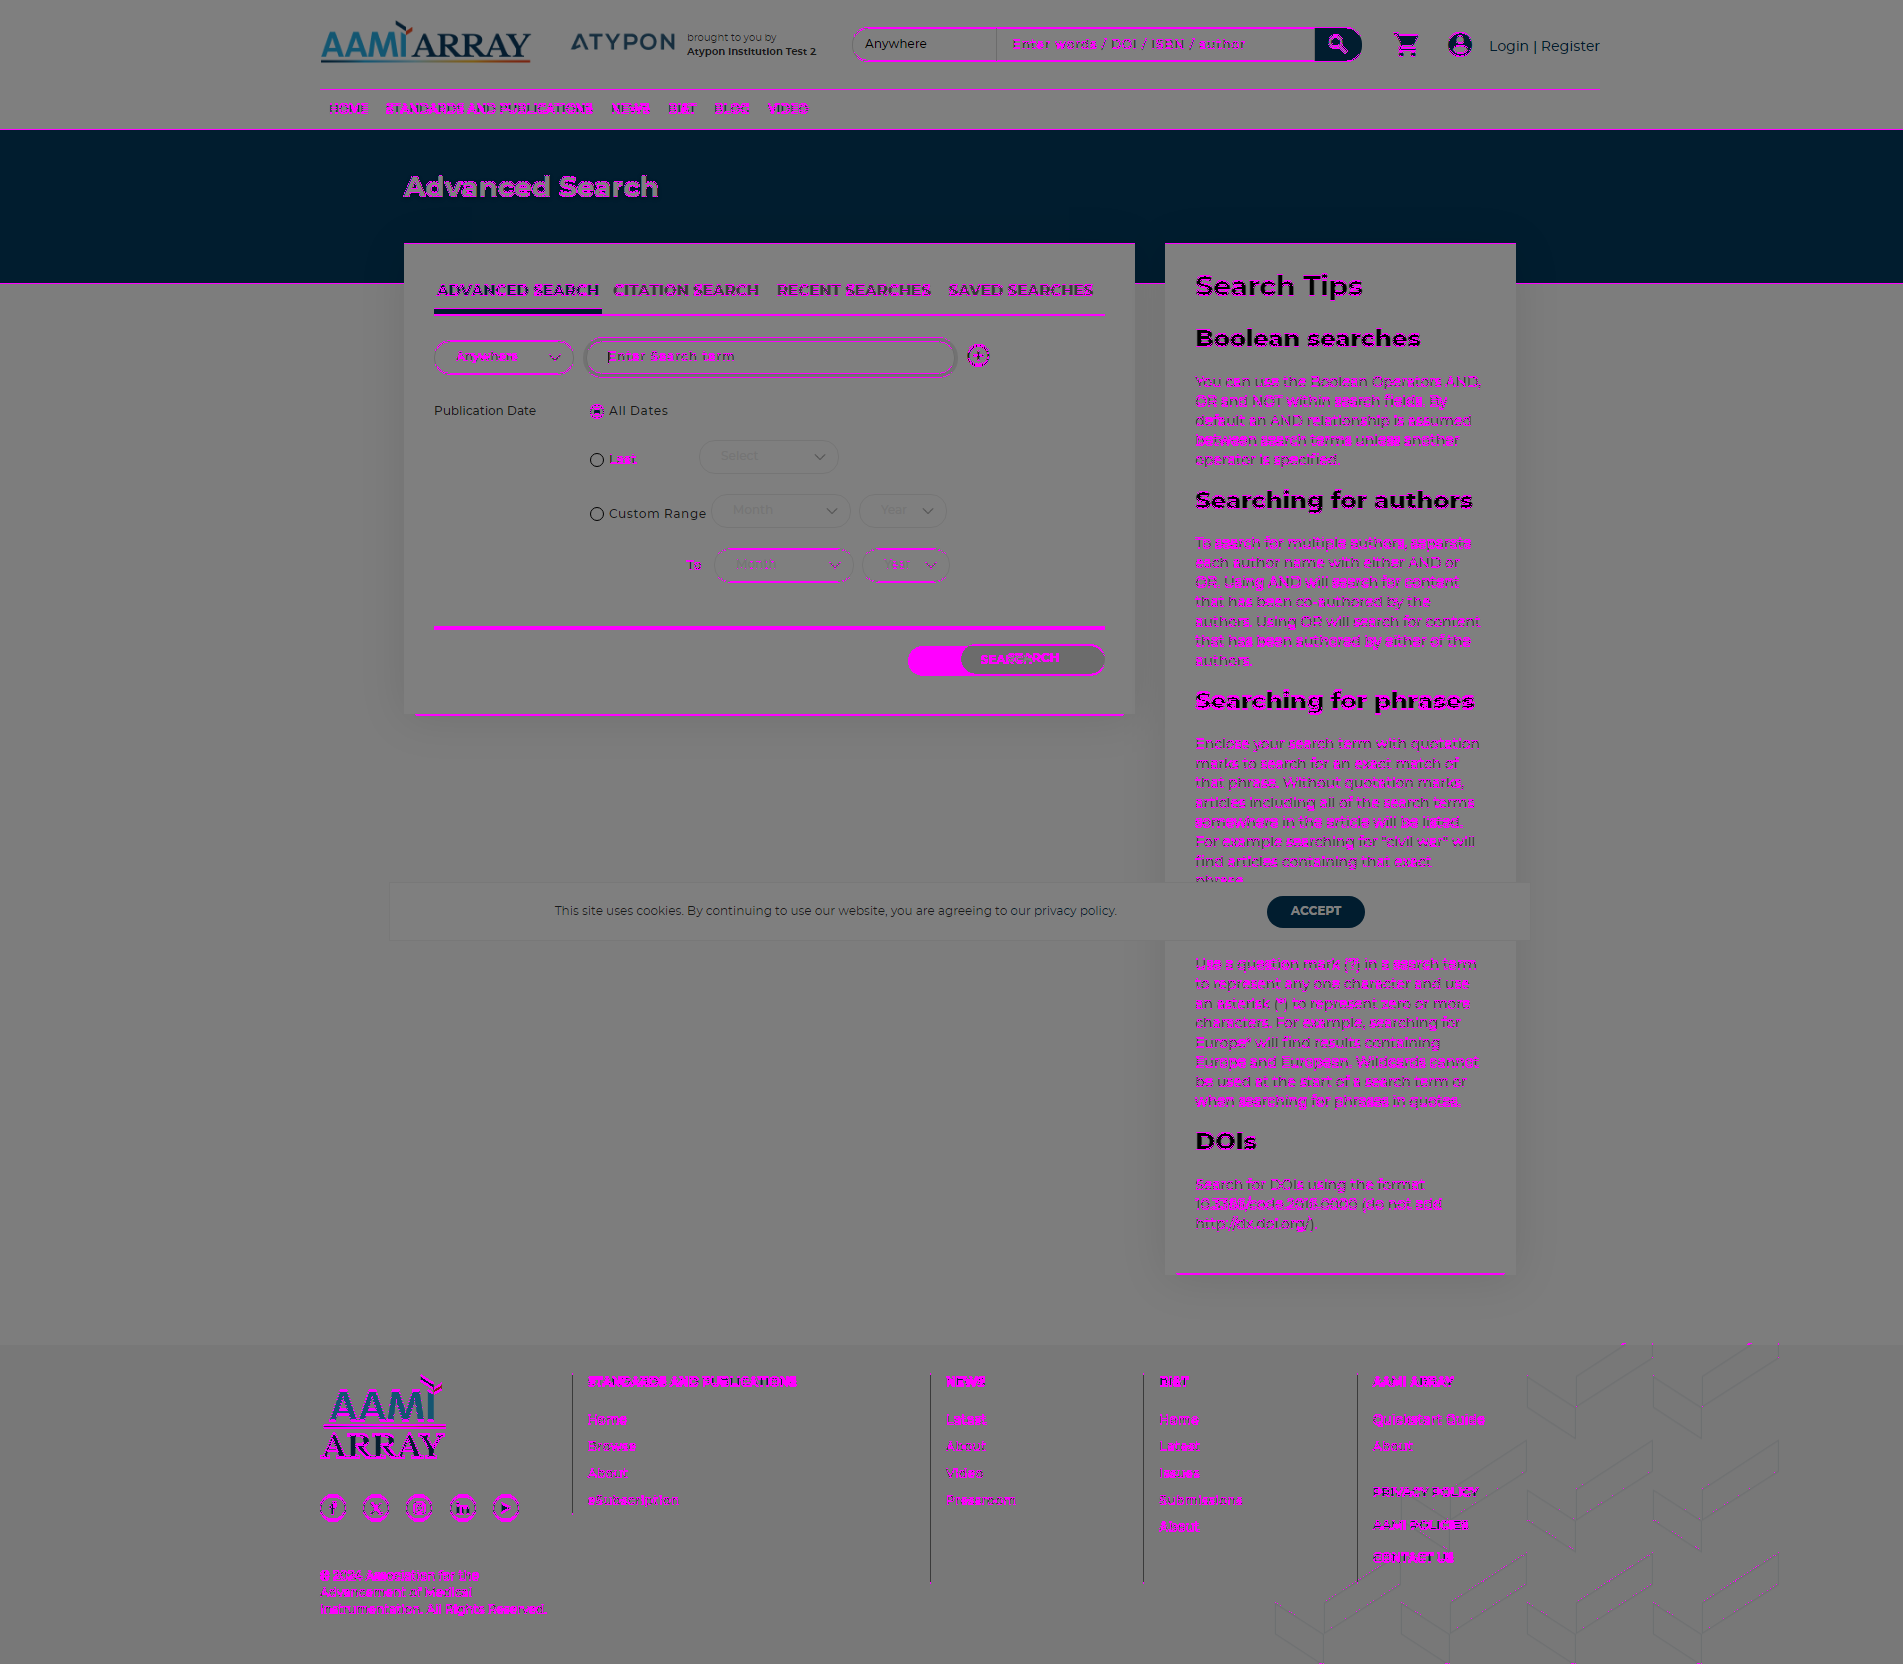 AAMI ARRAY
ATYPON
brought to you by
Atypon Institution Test 2
Anywhere
Enter words / DOI / ISBN / author
Login | Register
HOME STANDARDS AND PUBLICATIONS NEWS BI&T BLOG VIDEO
Advanced Search
ADVANCED SEARCH CITATION SEARCH RECENT SEARCHES SAVED SEARCHES
Anywhere
Enter Search term
Publication Date
All Dates
Last
Select
Custom Range
Month
Year
To
Month
Year
SEARCH
Search Tips
Boolean searches
You can use the Boolean Operators AND,
OR and NOT within search fields. By
default an AND relationship is assumed
between search terms unless another
operator is specified.
Searching for authors
To search for multiple authors, separate
each author name with either AND or
OR. Using AND will search for content
that has been co-authored by the
authors. Using OR will search for content
that has been authored by either of the
authors.
Searching for phrases
Enclose your search term with quotation
marks to search for an exact match of
that phrase. Without quotation marks,
articles including all of the search terms
somewhere in the article will be listed.
For example searching for "civil war" will
find articles containing that exact
phrase.
This site uses cookies. By continuing to use our website, you are agreeing to our privacy policy.
ACCEPT
Use a question mark (?) in a search term
to represent any one character and use
an asterisk (*) to represent zero or more
characters. For example, searching for
Europe* will find results containing
Europe and European. Wildcards cannot
be used at the start of a search term or
when searching for phrases in quotes.
DOIs
Search for DOIs using the format
(do not add
http://dx.doi.org/).
AAMI
ARRAY
© 2024 Association for the
Advancement of Medical
Instrumentation. All Rights Reserved.
STANDARDS AND PUBLICATIONS
Home
Browse
About
eSubscription
NEWS
Latest
About
Video
Pressroom
BI&T
Home
Latest
Issues
Submissions
About
AAMI ARRAY
Quickstart Guide
About
PRIVACY POLICY
AAMI POLICIES
CONTACT US